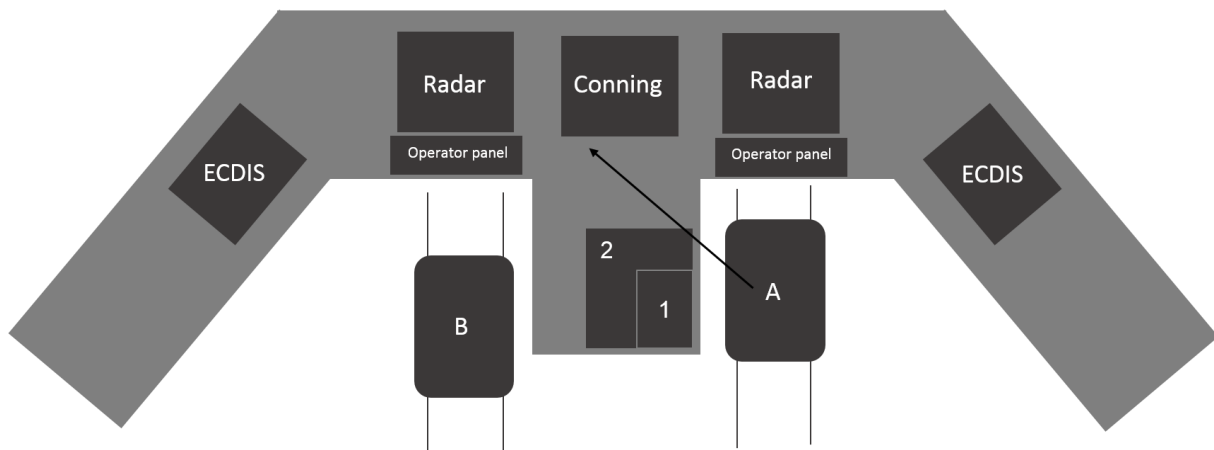 Radar
Conning
Radar
Operator panel
Operator panel
ECDIS
ECDIS
2
1
A
B